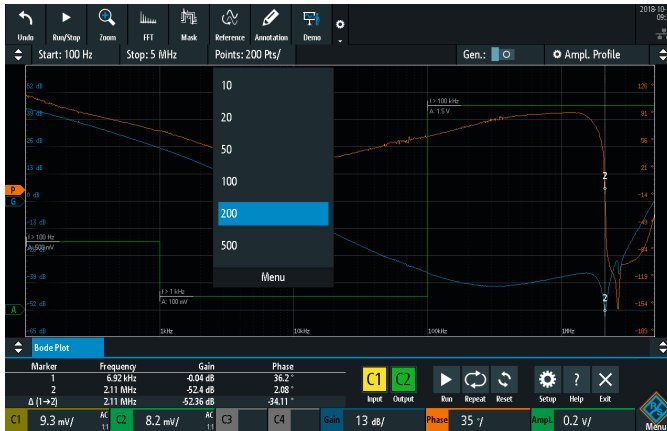 2018-10-
09:
Undo Run/Stop Zoom FFT Mask Reference Annotation Demo
Start: 100 Hz Stop: 5 MHz Points: 200 Pts/ Gen.: Ampl. Profile
10
20
50
100
200
500
Menu
52 dB 126 °
39 dB f > 100 kHz 91 °
A: 1.5 V
26 dB 56 °
13 dB 21 °
P 0 dB -14 °
G
-13 dB
f > 100 Hz
A: 500 mV
-39 dB -119 °
f > 1 kHz
A: 100 mV
A -52 dB -154 °
-65 dB 1kHz 10kHz 100kHz 1MHz -189 °
2
2
Bode Plot
Marker Frequency Gain Phase
1 6.92 kHz -0.04 dB 36.2 °
2 2.11 MHz -52.4 dB 2.08 °
Δ (1→2) 2.11 MHz -52.36 dB -34.11 °
C1 C2
Input Output Run Repeat Reset Setup Help Exit
C1 9.3 mV/ AC 1:1 C2 8.2 mV/ AC 1:1 C3 C4 Gain 13 dB/ Phase 35 °/ Ampl. 0.2 V/ Menu